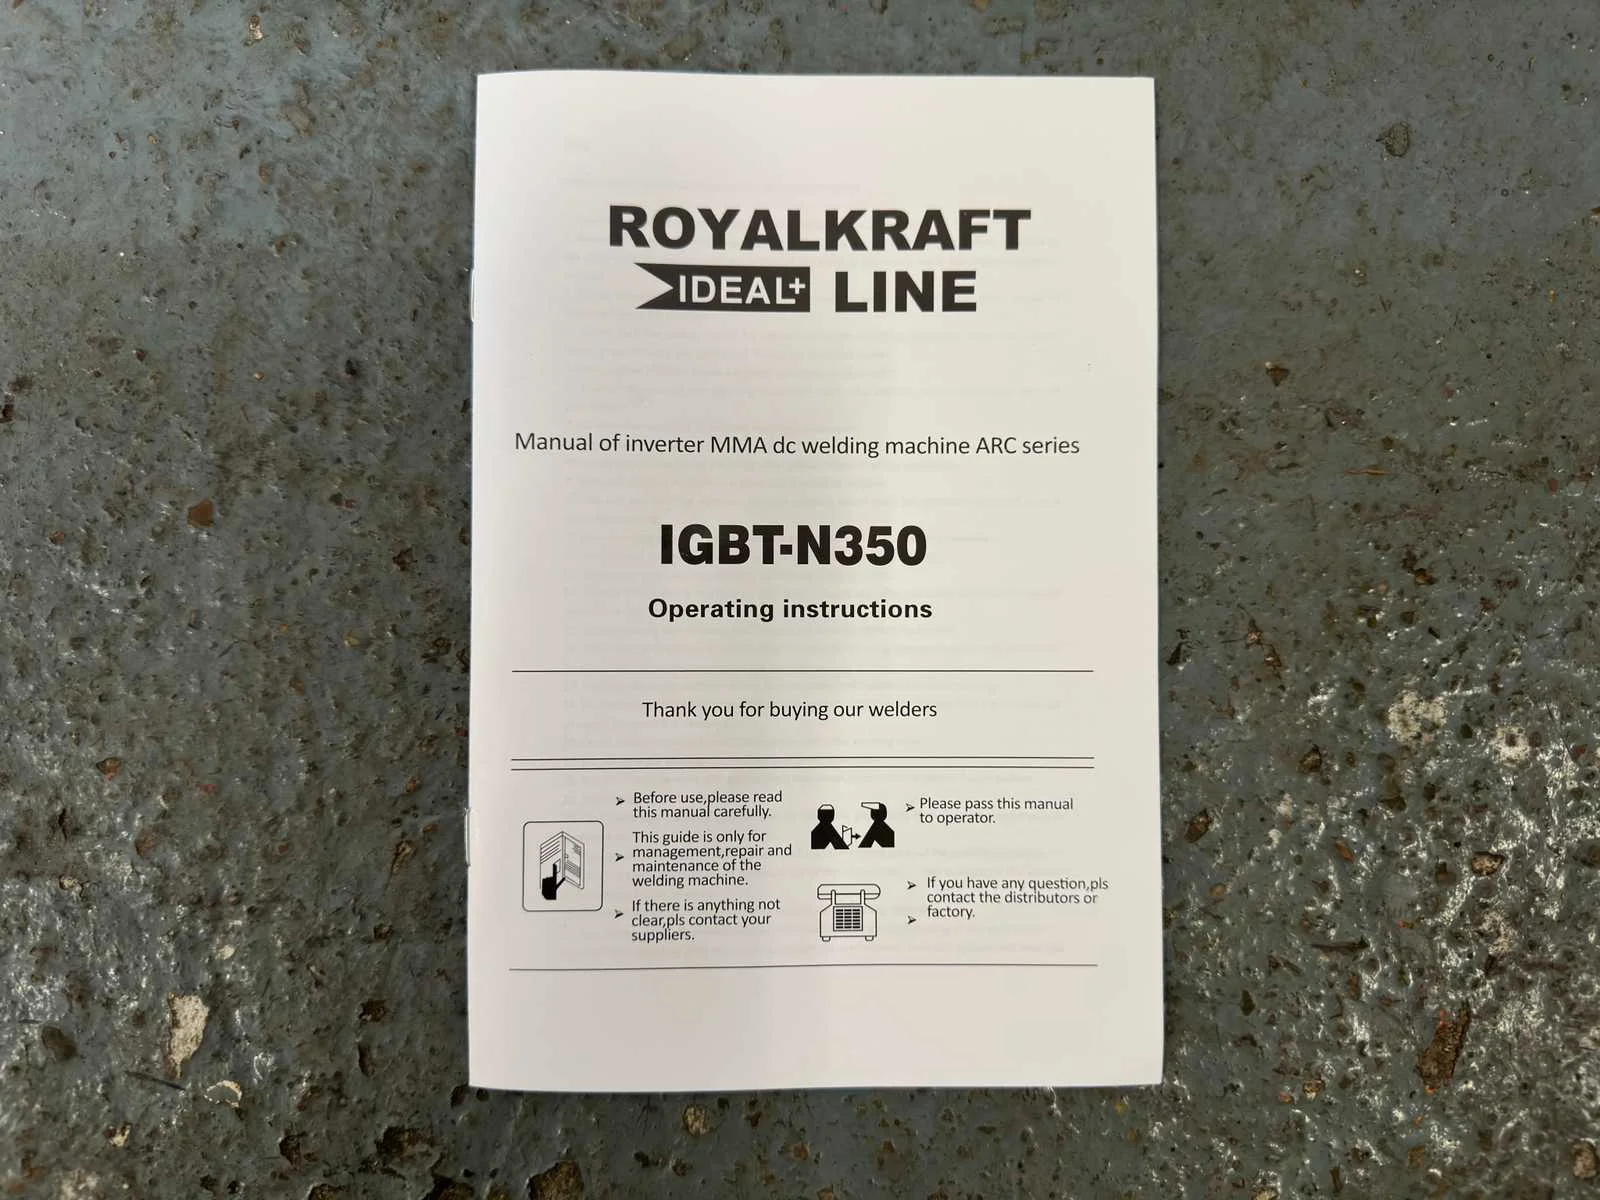 ROYALKRAFT
IDEAL+ LINE
Manual of inverter MMA dc welding machine ARC series
IGBT-N350
Operating instructions
Thank you for buying our welders
➢ Before use,please read
this manual carefully.
➢ This guide is only for
management,repair and
maintenance of the
welding machine.
➢ If there is anything not
clear,pls contact your
suppliers.
➢ Please pass this manual
to operator.
➢ If you have any question,pls
contact the distributors or
➢ factory.